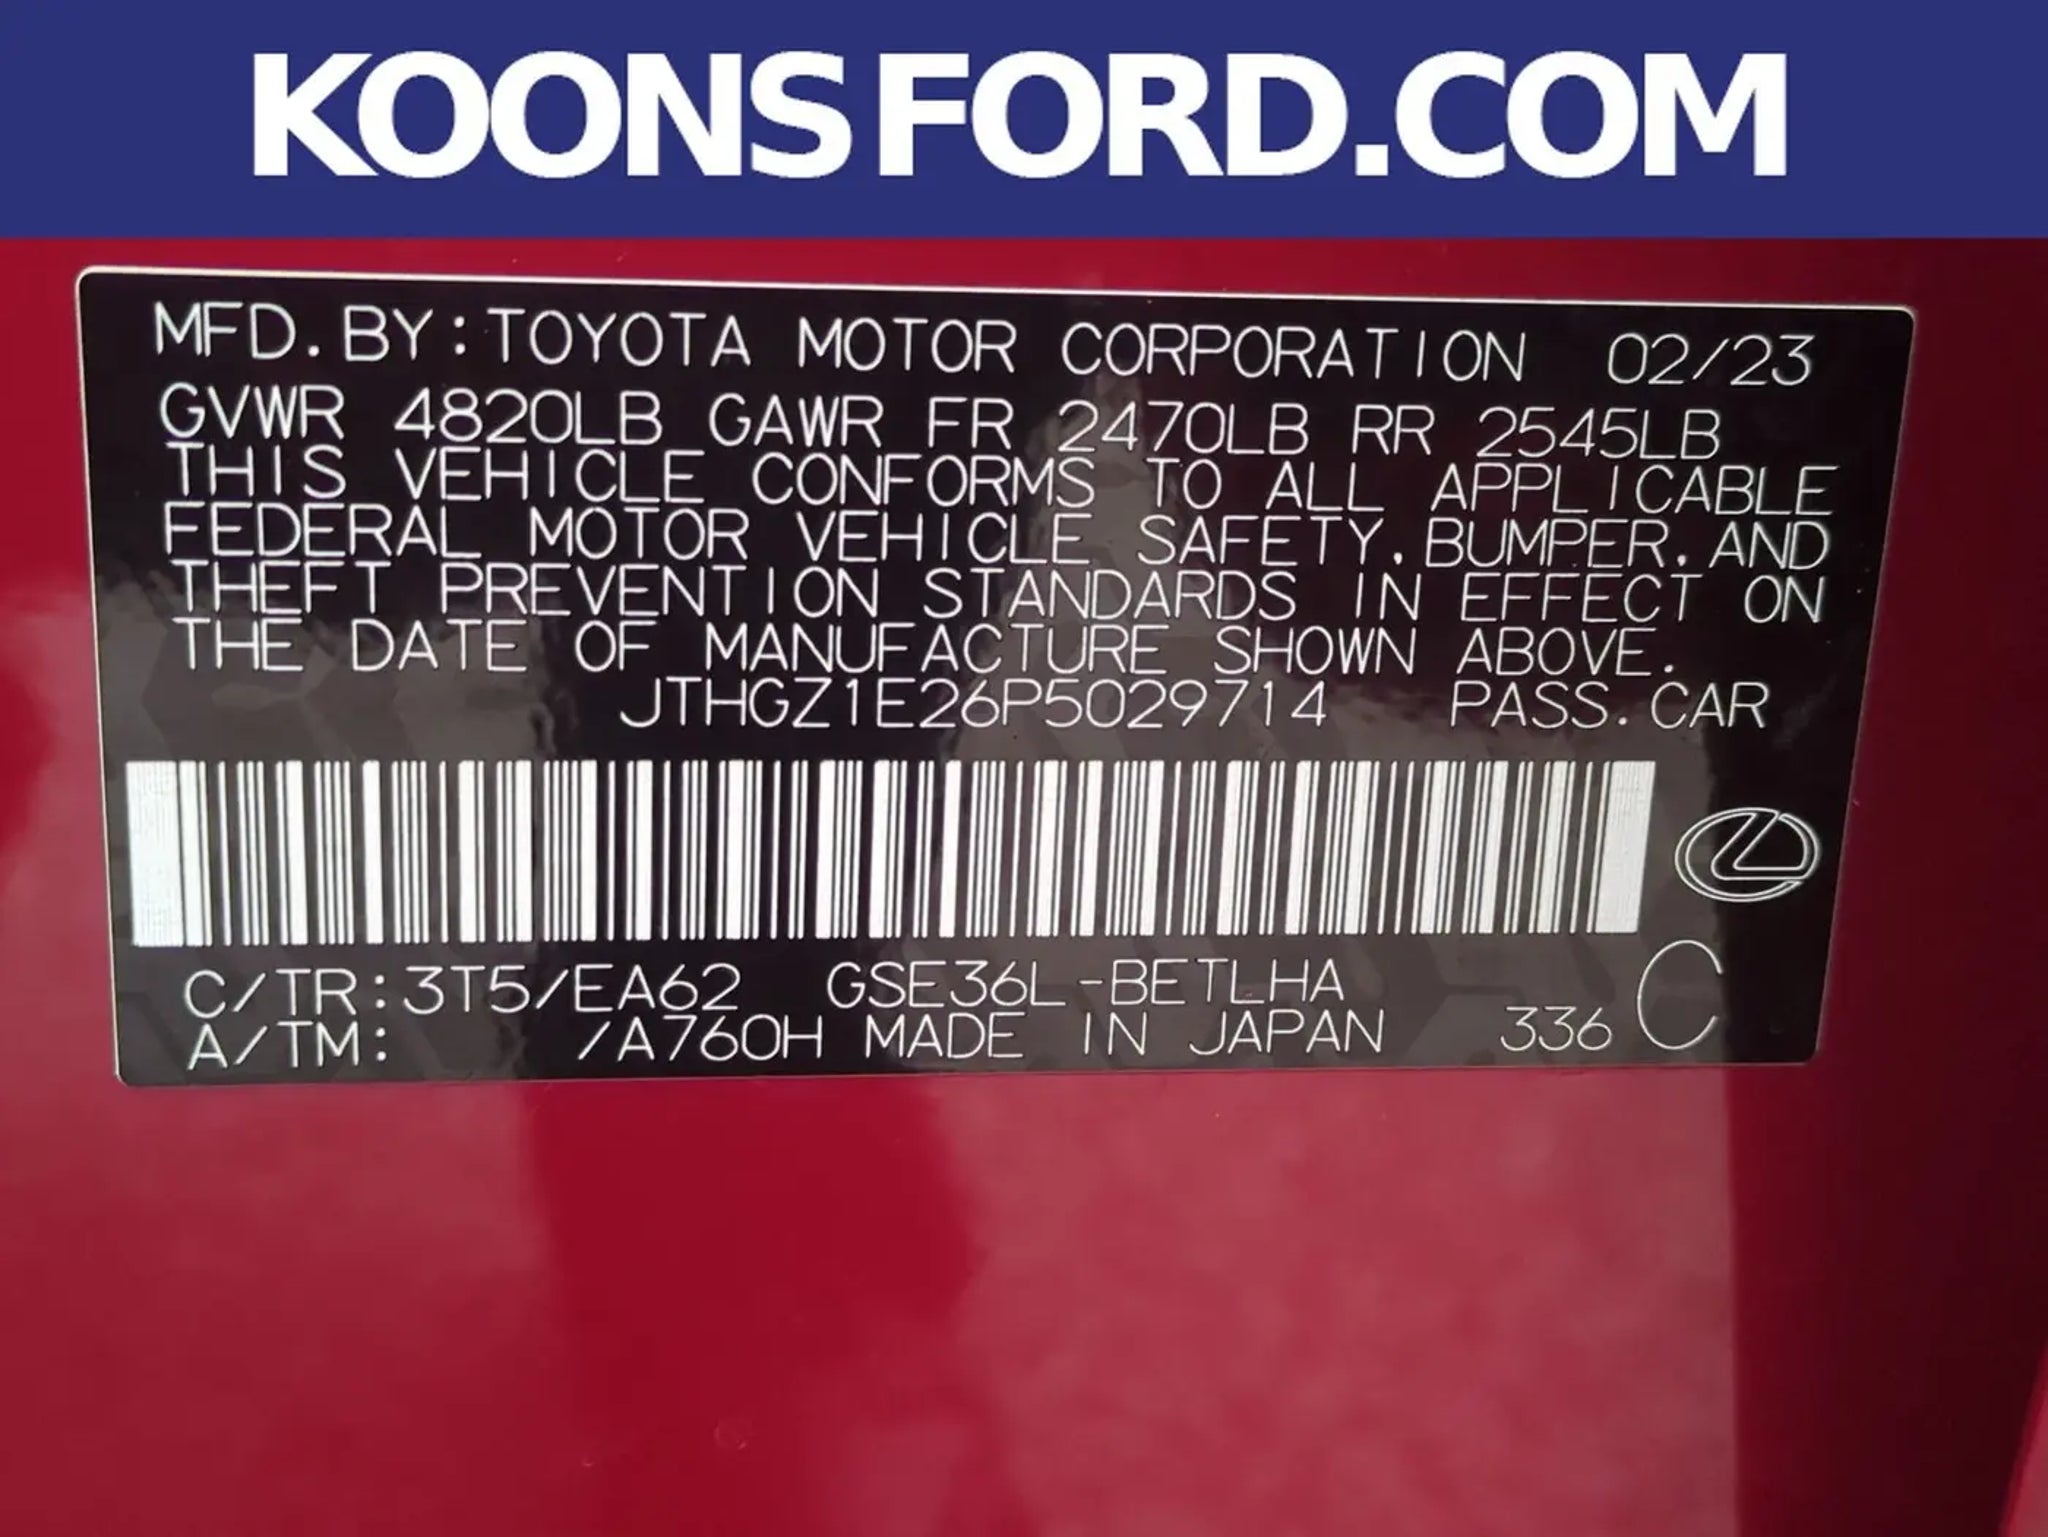 KOONSFORD.COM
MFD. BY: TOYOTA MOTOR CORPORATION 02/23
GVWR 4820LB GAWR FR 2470LB RR 2545LB
THIS VEHICLE CONFORMS TO ALL APPLICABLE
FEDERAL MOTOR VEHICLE SAFETY, BUMPER, AND
THEFT PREVENTION STANDARDS IN EFFECT ON
THE DATE OF MANUFACTURE SHOWN ABOVE.
JTHGZ1E26P5029714 PASS. CAR
C/TR: 3T5/EA62 GSE36L-BETLHA
A/TM: /A760H MADE IN JAPAN 336 C